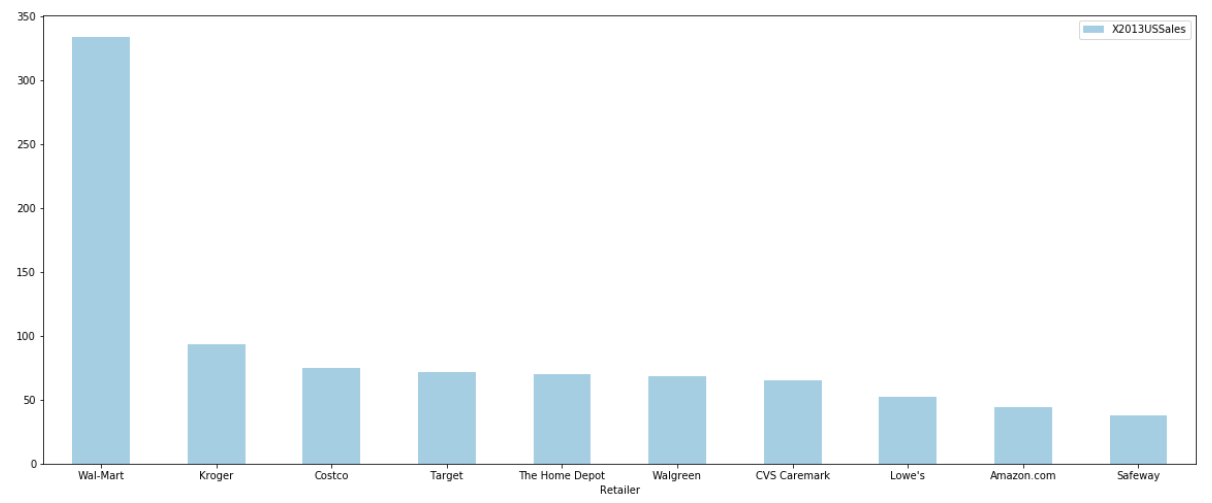 350
300
250
200
150
100
50
0
X2013USSales
Wal-Mart Kroger Costco Target The Home Depot Walgreen CVS Caremark Lowe's Amazon.com Safeway
Retailer